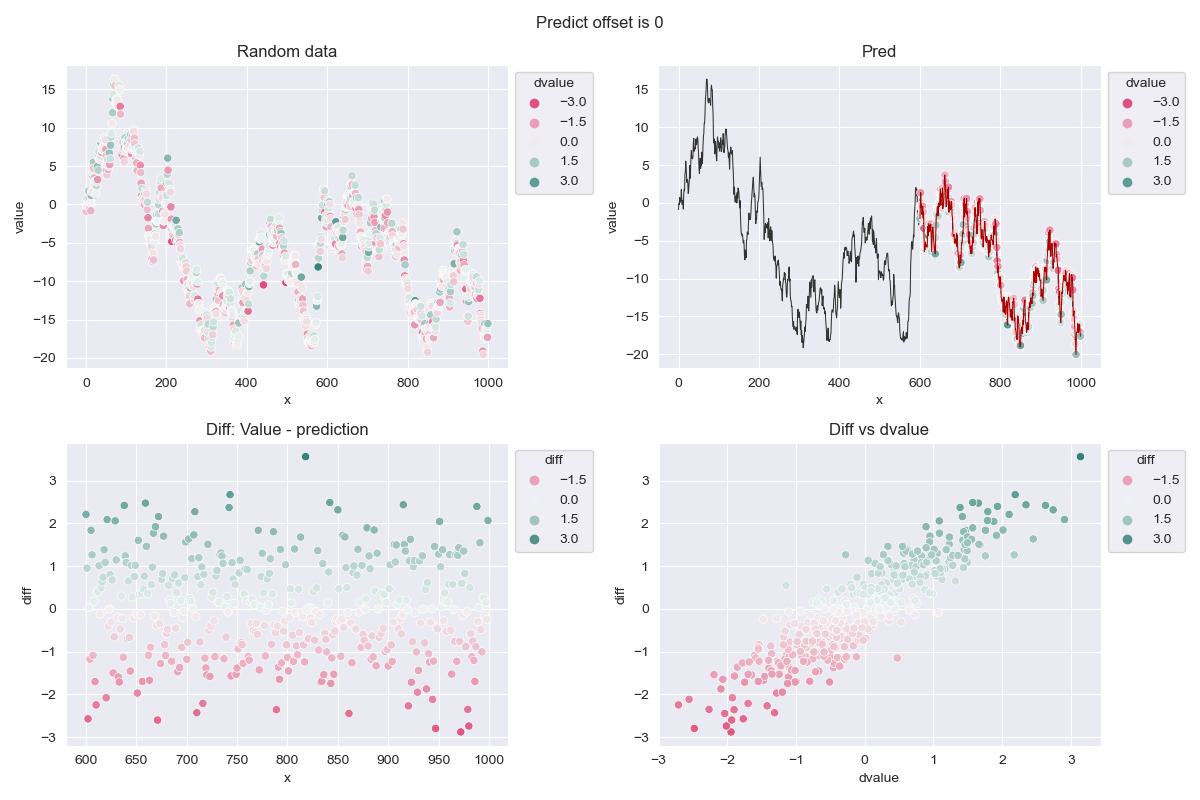 Predict offset is 0
Random data
dvalue
−3.0
−1.5
0.0
1.5
3.0
15
10
5
0
−5
−10
−15
−20
value
0 200 400 600 800 1000
x
Pred
dvalue
−3.0
−1.5
0.0
1.5
3.0
15
10
5
0
−5
−10
−15
−20
value
0 200 400 600 800 1000
x
Diff: Value - prediction
diff
−1.5
0.0
1.5
3.0
3
2
1
0
−1
−2
−3
diff
600 650 700 750 800 850 900 950 1000
x
Diff vs dvalue
diff
−1.5
0.0
1.5
3.0
3
2
1
0
−1
−2
−3
diff
−3 −2 −1 0 1 2 3
dvalue